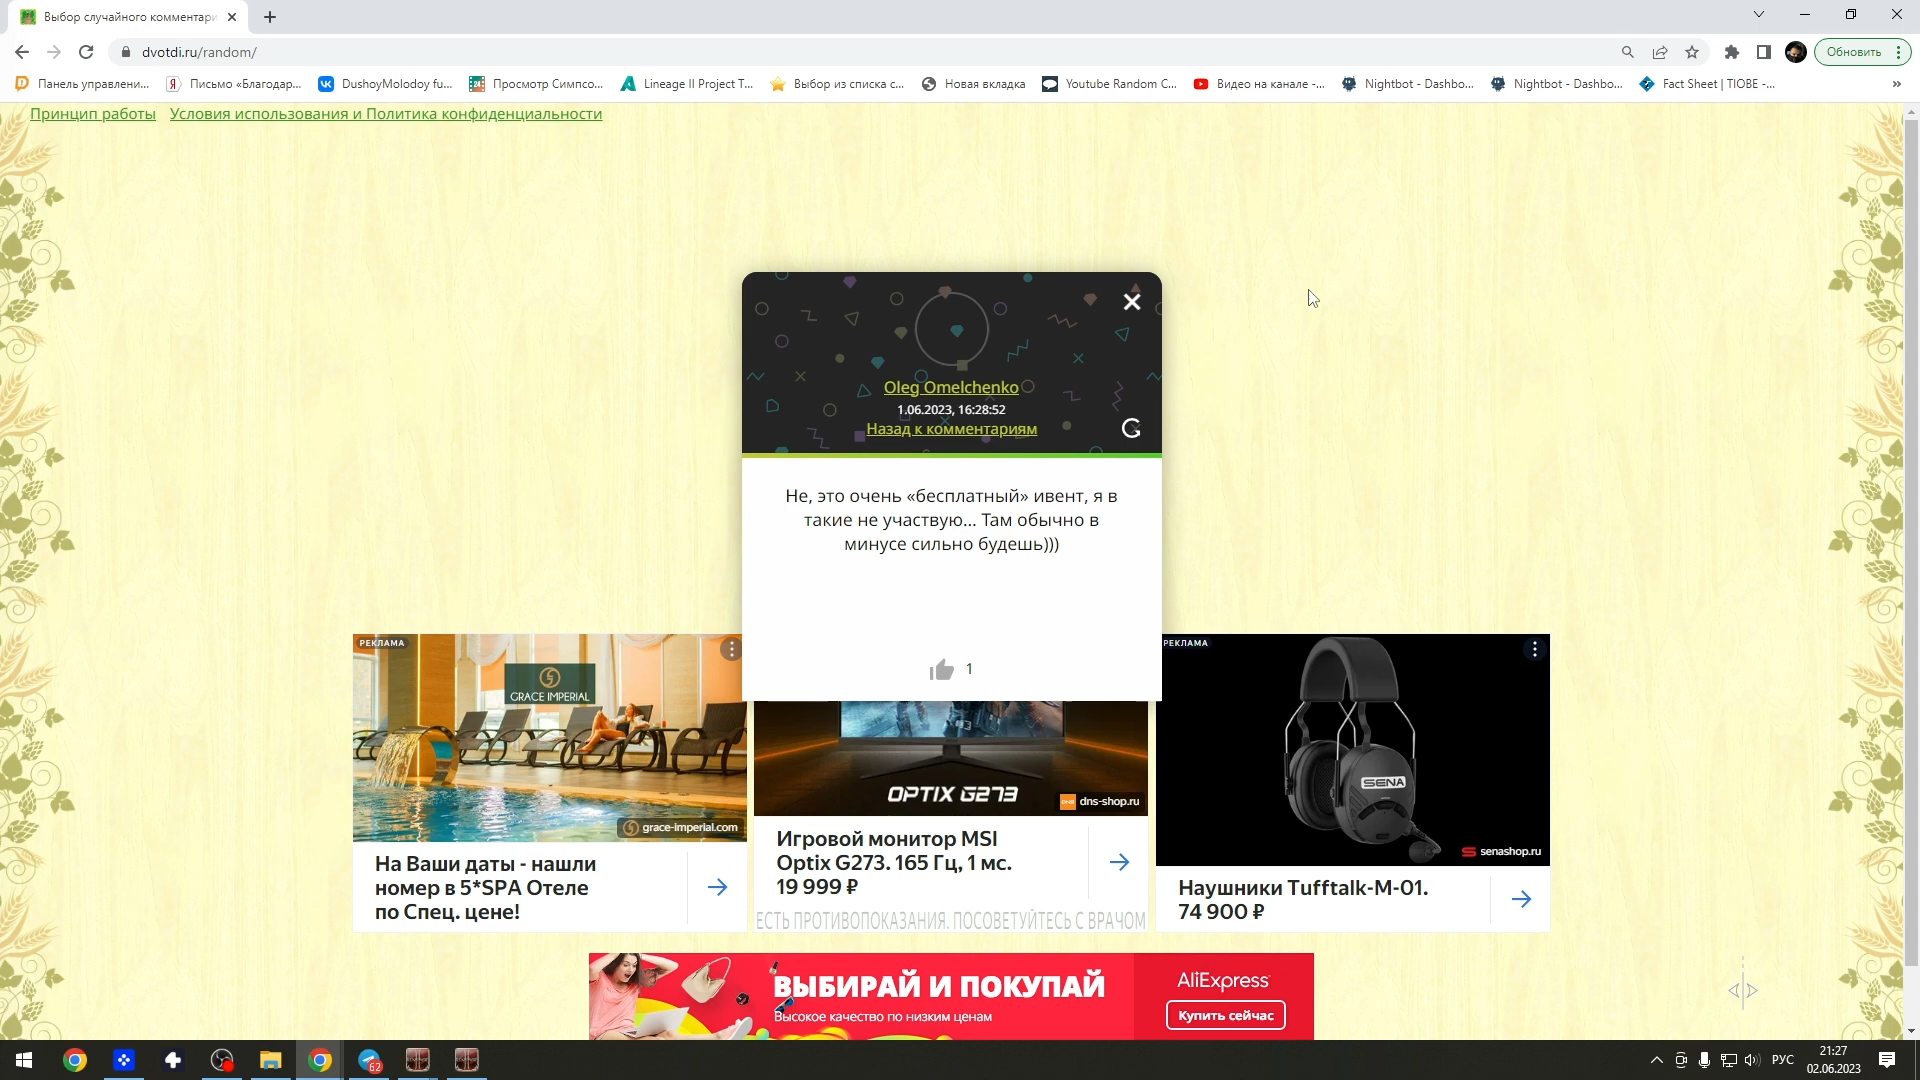 Выбор случайного комментари
dvotdi.ru/random/
Обновить
Панель управлени...
Письмо «Благодар...
DushoyMolodoy fu...
Просмотр Симпсо...
Lineage II Project T...
Выбор из списка с...
Новая вкладка
Youtube Random C...
Видео на канале -...
Nightbot - Dashbo...
Nightbot - Dashbo...
Fact Sheet | TIOBE -...
Принцип работы
Условия использования и Политика конфиденциальности
Oleg Omelchenko
1.06.2023, 16:28:52
Назад к комментариям
Не, это очень «бесплатный» ивент, я в
такие не участвую... Там обычно в
минусе сильно будешь)))
1
РЕКЛАМА
GRACE IMPERIAL
grace-imperial.com
На Ваши даты - нашли
номер в 5*SPA Отеле
по Спец. цене!
OPTIX G273
dns-shop.ru
Игровой монитор MSI
Optix G273. 165 Гц, 1 мс.
19 999 ₽
ЕСТЬ ПРОТИВОПОКАЗАНИЯ. ПОСОВЕТУЙТЕСЬ С ВРАЧОМ
РЕКЛАМА
SENA
senashop.ru
Наушники Tufftalk-M-01.
74 900 ₽
ВЫБИРАЙ И ПОКУПАЙ
Высокое качество по низким ценам
AliExpress
Купить сейчас
62
РУС
21:27
02.06.2023